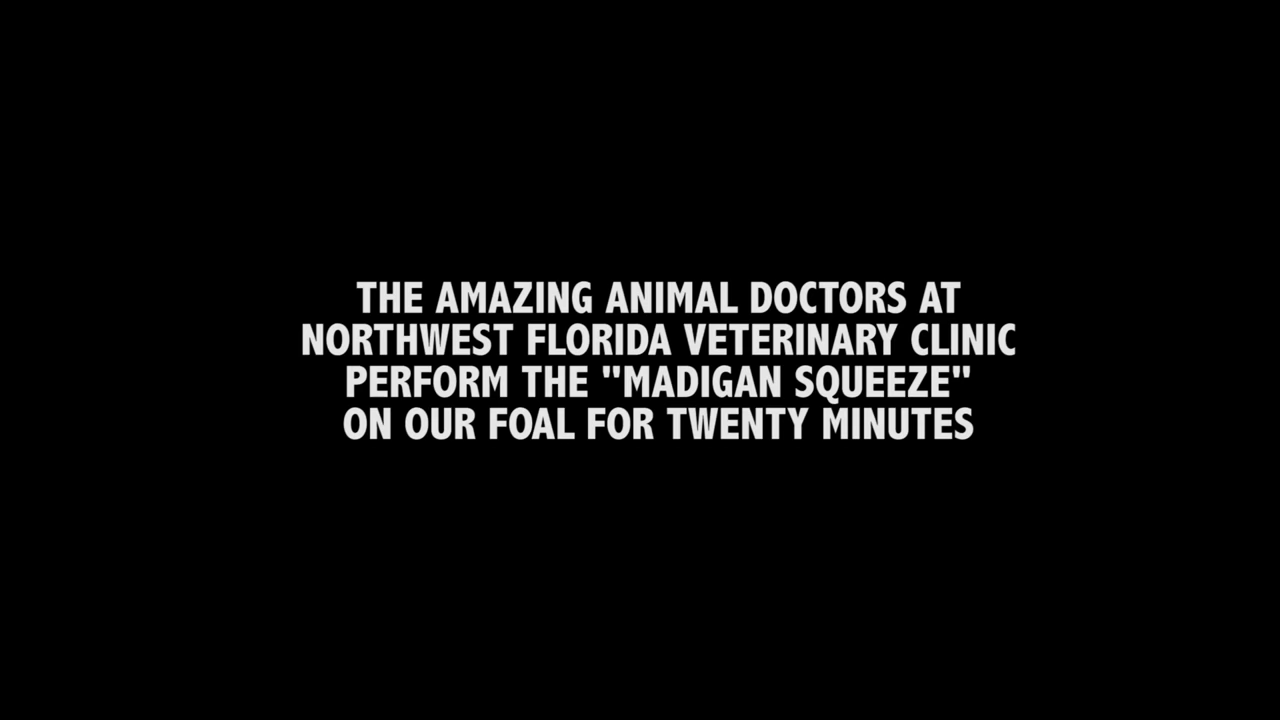 THE AMAZING ANIMAL DOCTORS AT
NORTHWEST FLORIDA VETERINARY CLINIC
PERFORM THE "MADIGAN SQUEEZE"
ON OUR FOAL FOR TWENTY MINUTES